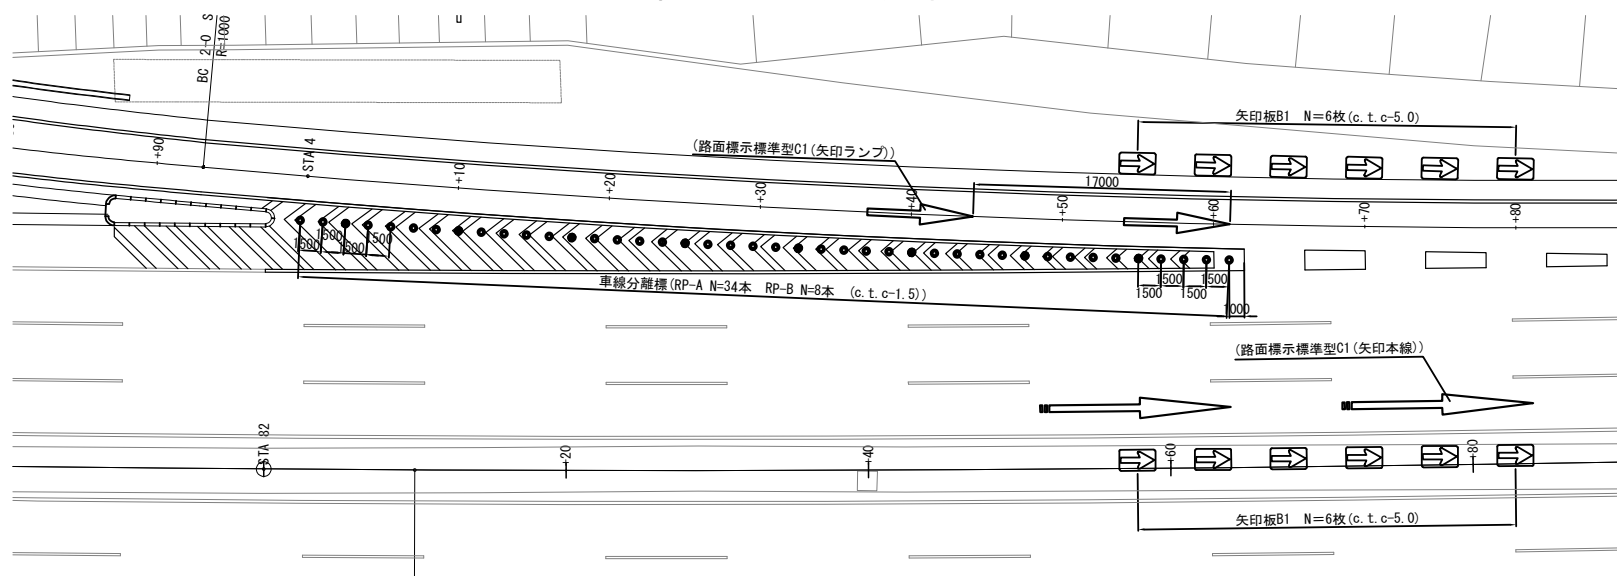 BC 2-0 S
R=1000
矢印板B1 N=6枚(c.t.c-5.0)
(路面標示標準型C1(矢印ランプ))
+90
STA 4
+10
+20
+30
+40
+50
+60
+70
+80
17000
1500
1500
1500
1500
車線分離標(RP-A N=34本 RP-B N=8本 (c.t.c-1.5))
1500
1500
1500
1500
1000
(路面標示標準型C1(矢印本線))
STA 82
+20
+40
+60
+80
矢印板B1 N=6枚(c.t.c-5.0)